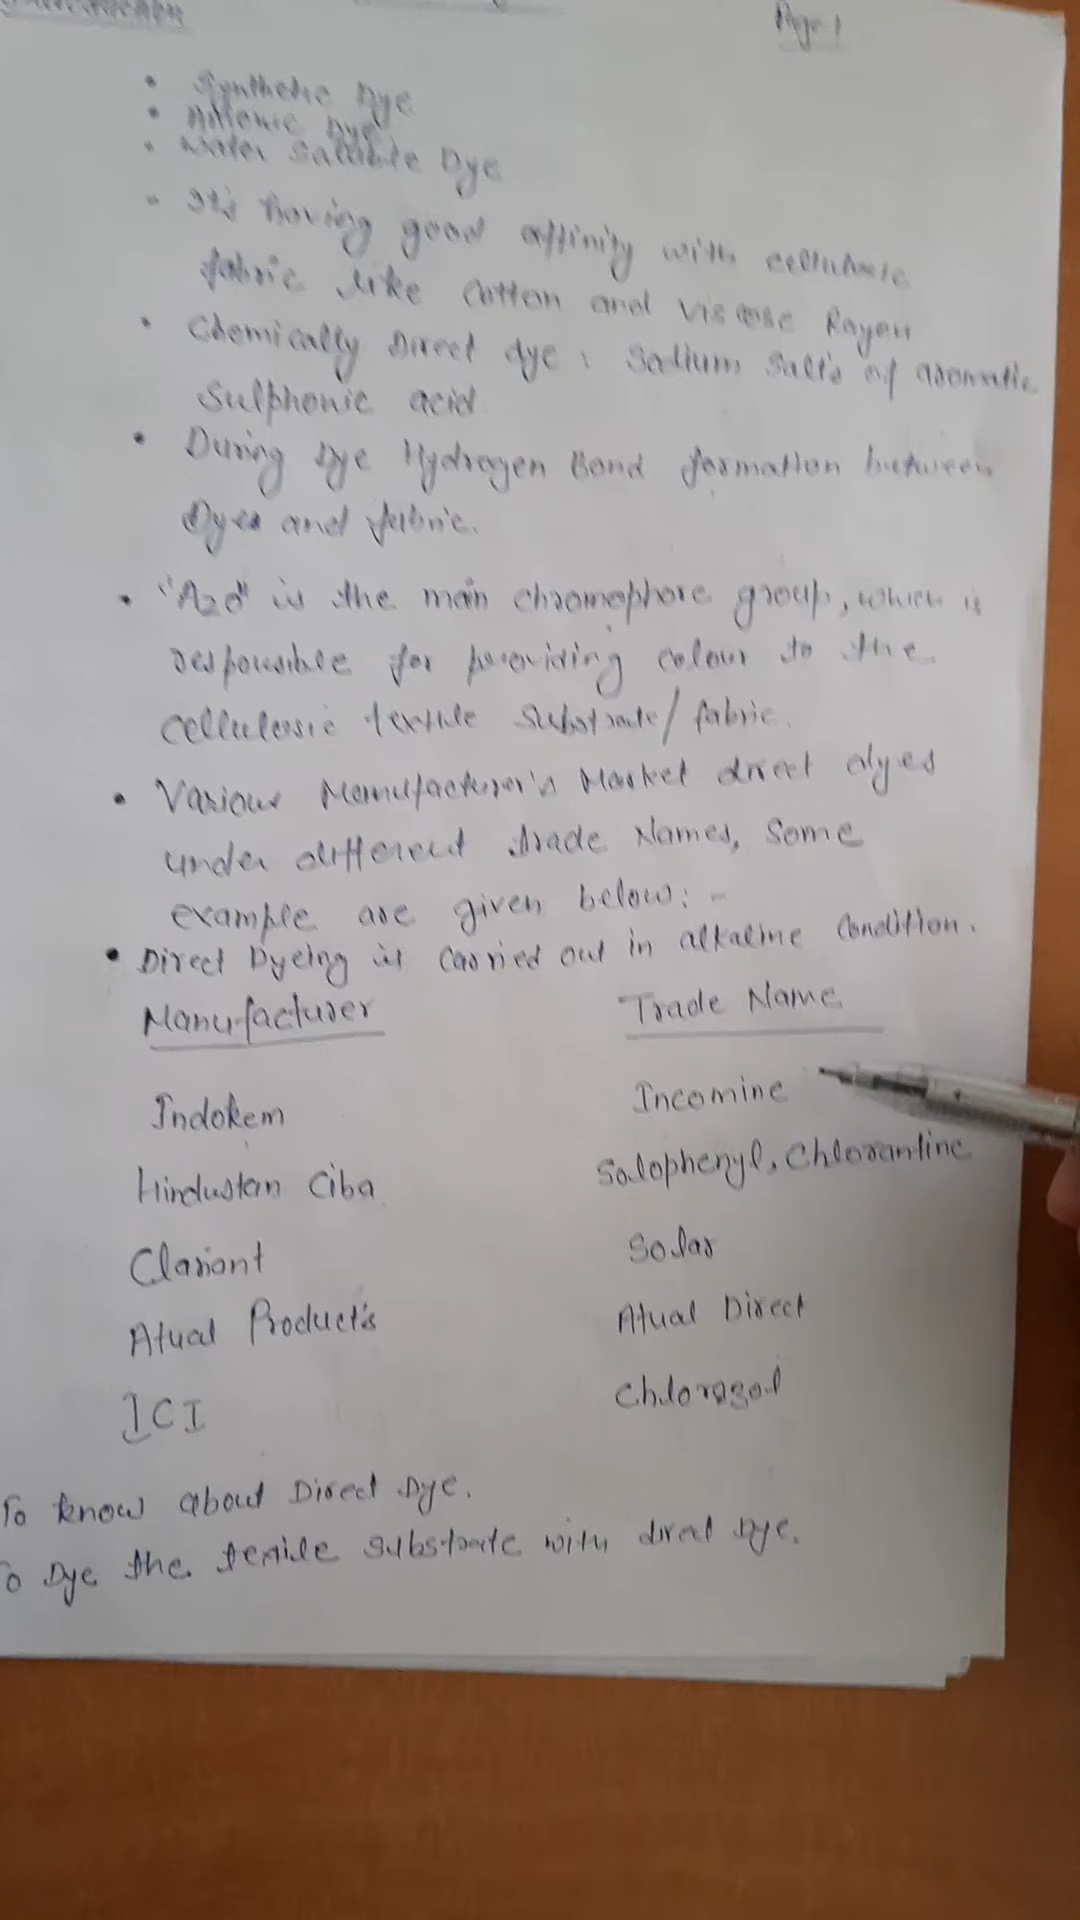 Page 1
• Synthetic Dye
• Anionic Dye
• Water Saluble Dye
• It's having good affinity with cellulosic
fabric like cotton and viscose Rayon
• Chemically Direct dye : Sodium Salt's of aromatic
Sulphonic acid
• During Dye Hydrogen Bond formation between
Dyes and fabric.
• "Azo" is the main chromophore group, which is
responsible for providing colour to the
cellulosic textile substrate/fabric.
• Various Manufacturer's Market direct dyes
under different trade Names, Some
example are given below: -
• Direct Dyeing is carried out in alkaline Condition.
Manufacturer Trade Name
Indokem Incomine
Hindustan Ciba Solophenyl, Chlorantine
Clariant Solar
Atual Product's Atual Direct
ICI Chlorazol
To know about Direct Dye.
To Dye the textile substrate with direct Dye.